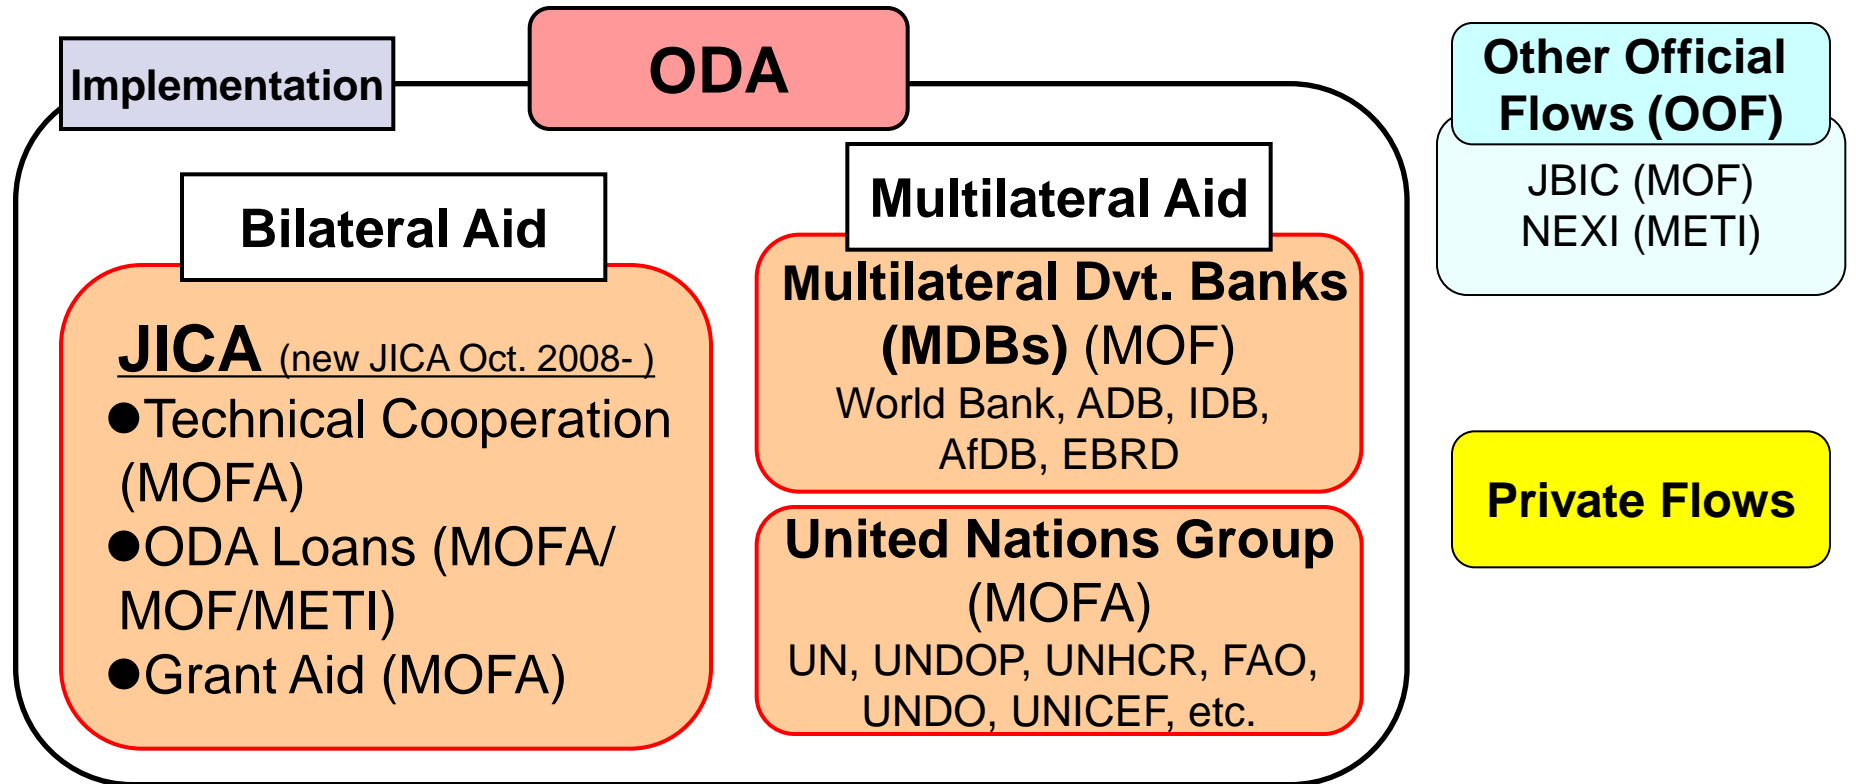 Implementation
ODA
Bilateral Aid
JICA (new JICA Oct. 2008- )
●Technical Cooperation
(MOFA)
●ODA Loans (MOFA/
MOF/METI)
●Grant Aid (MOFA)
Multilateral Aid
Multilateral Dvt. Banks
(MDBs) (MOF)
World Bank, ADB, IDB,
AfDB, EBRD
United Nations Group
(MOFA)
UN, UNDOP, UNHCR, FAO,
UNDO, UNICEF, etc.
Other Official
Flows (OOF)
JBIC (MOF)
NEXI (METI)
Private Flows